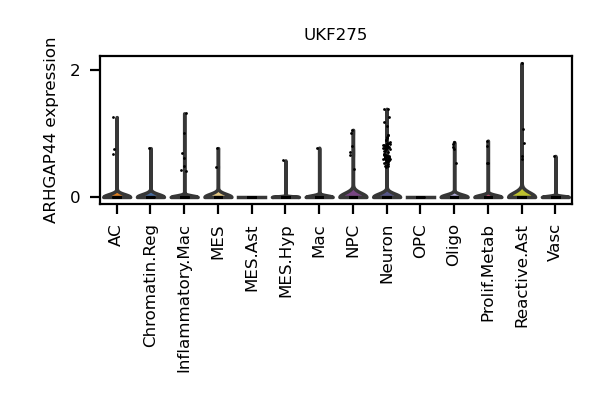 UKF275
ARHGAP44 expression
2
0
AC
Chromatin.Reg
Inflammatory.Mac
MES
MES.Ast
MES.Hyp
Mac
NPC
Neuron
OPC
Oligo
Prolif.Metab
Reactive.Ast
Vasc